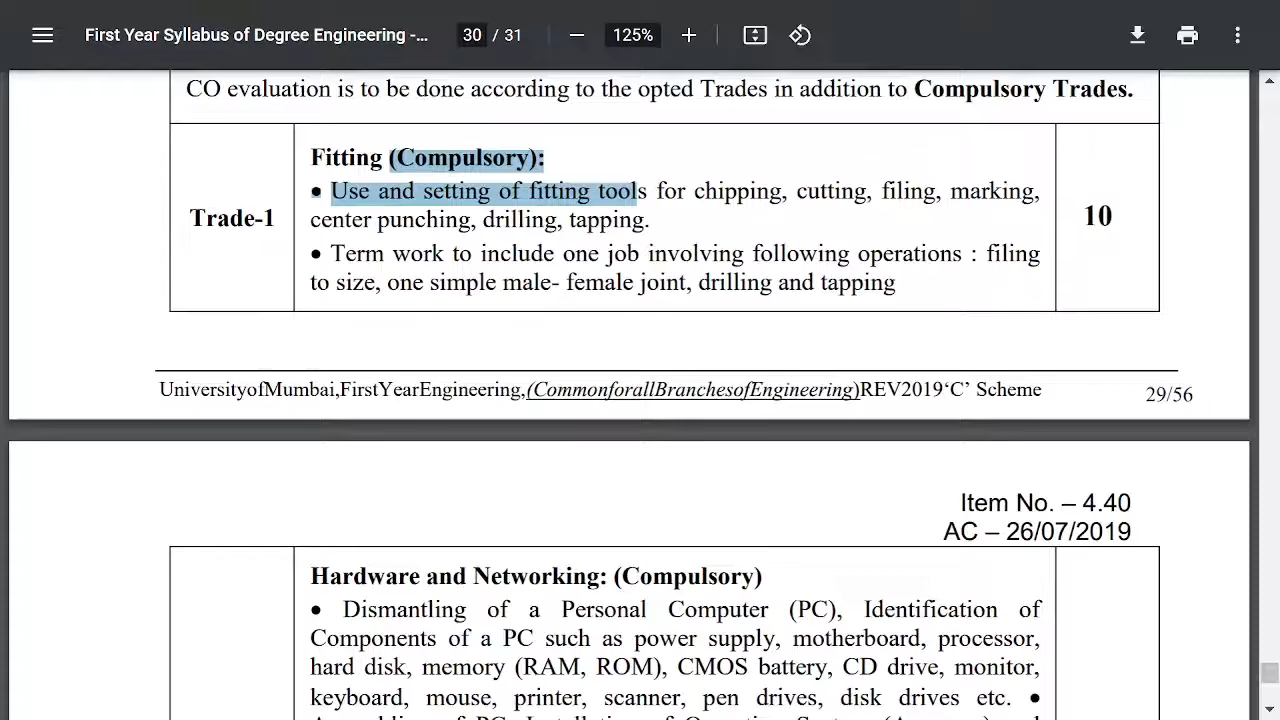 First Year Syllabus of Degree Engineering -... 30 / 31 125%
CO evaluation is to be done according to the opted Trades in addition to Compulsory Trades.
Fitting (Compulsory):
• Use and setting of fitting tools for chipping, cutting, filing, marking,
Trade-1
center punching, drilling, tapping.
10
• Term work to include one job involving following operations : filing
to size, one simple male- female joint, drilling and tapping
UniversityofMumbai,FirstYearEngineering,(CommonforallBranchesofEngineering)REV2019‘C’ Scheme 29/56
Item No. – 4.40
AC – 26/07/2019
Hardware and Networking: (Compulsory)
• Dismantling of a Personal Computer (PC), Identification of
Components of a PC such as power supply, motherboard, processor,
hard disk, memory (RAM, ROM), CMOS battery, CD drive, monitor,
keyboard, mouse, printer, scanner, pen drives, disk drives etc. •